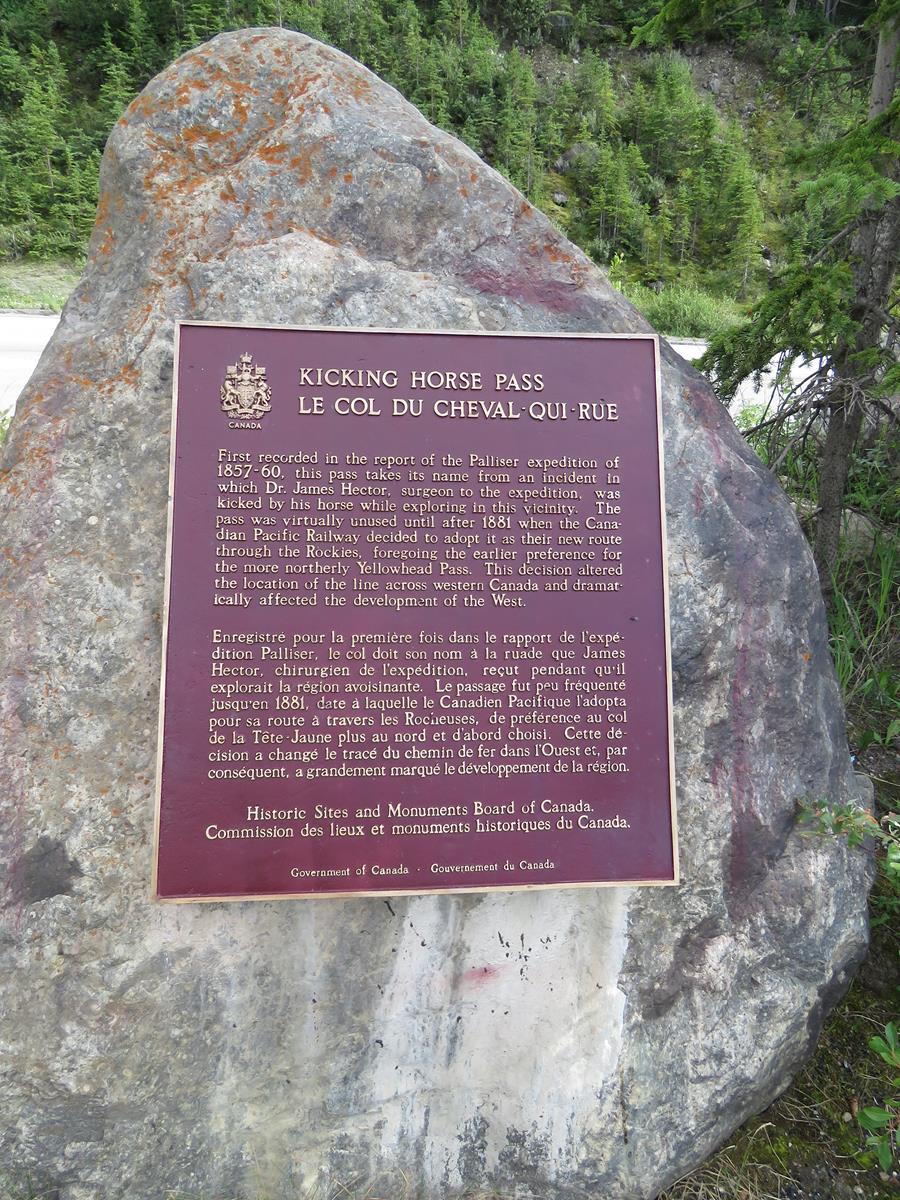 CANADA
KICKING HORSE PASS
LE COL DU CHEVAL-QUI-RUE
First recorded in the report of the Palliser expedition of
1857-60, this pass takes its name from an incident in
which Dr. James Hector, surgeon to the expedition, was
kicked by his horse while exploring in this vicinity. The
pass was virtually unused until after 1881 when the Cana-
dian Pacific Railway decided to adopt it as their new route
through the Rockies, foregoing the earlier preference for
the more northerly Yellowhead Pass. This decision altered
the location of the line across western Canada and dramat-
ically affected the development of the West.
Enregistré pour la première fois dans le rapport de l'expé-
dition Palliser, le col doit son nom à la ruade que James
Hector, chirurgien de l'expédition, reçut pendant qu'il
explorait la région avoisinante. Le passage fut peu fréquenté
jusqu'en 1881, date à laquelle le Canadien Pacifique l'adopta
pour sa route à travers les Rocheuses, de préférence au col
de la Tête-Jaune plus au nord et d'abord choisi. Cette dé-
cision a changé le tracé du chemin de fer dans l'Ouest et, par
conséquent, a grandement marqué le développement de la région.
Historic Sites and Monuments Board of Canada.
Commission des lieux et monuments historiques du Canada.
Government of Canada · Gouvernement du Canada